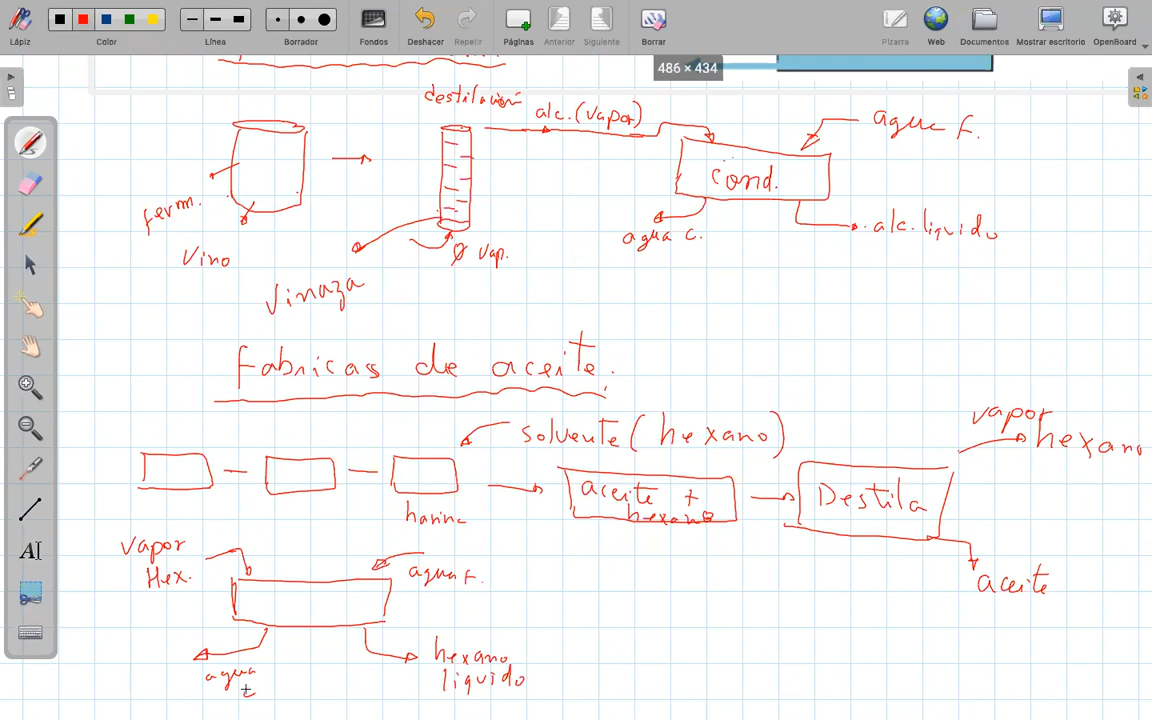 Lápiz
Color
Línea
Borrador
Fondos
Deshacer
Repetir
Páginas
Anterior
Siguiente
Borrar
Pizarra
Web
Documentos
Mostrar escritorio
OpenBoard
486 × 434
destilación
alc. (vapor)
agua f.
cond.
ferm.
vino
vinaza
Ø vap.
agua c.
alc. liquido
fabricas de aceite.
solvente (hexano)
vapor
hexano
harina
aceite +
hexano
Destila
aceite
vapor
Hex.
agua f.
agua
c
hexano
liquido